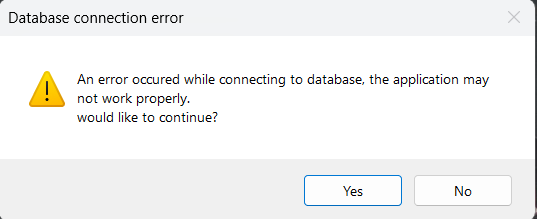 Database connection error
An error occured while connecting to database, the application may
not work properly.
would like to continue?
Yes
No